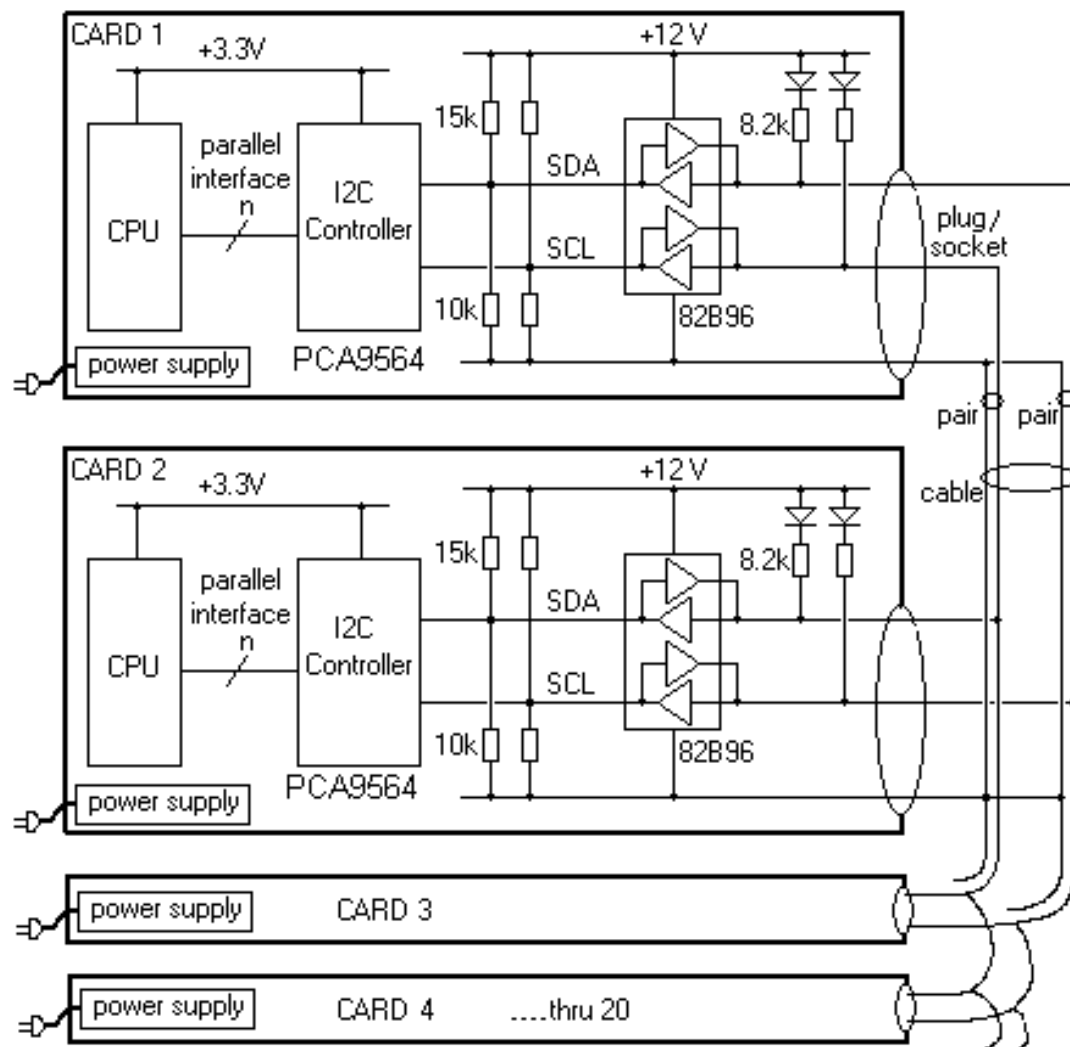 CARD 1
+3.3V
+12 V
15k
8.2k
parallel
interface
n
SDA
I2C
Controller
CPU
plug/
socket
SCL
10k
82B96
PCA9564
power supply
pair
pair
CARD 2
+3.3V
+12 V
cable
15k
8.2k
parallel
interface
n
SDA
I2C
Controller
CPU
SCL
10k
82B96
PCA9564
power supply
power supply
CARD 3
power supply
CARD 4 ....thru 20